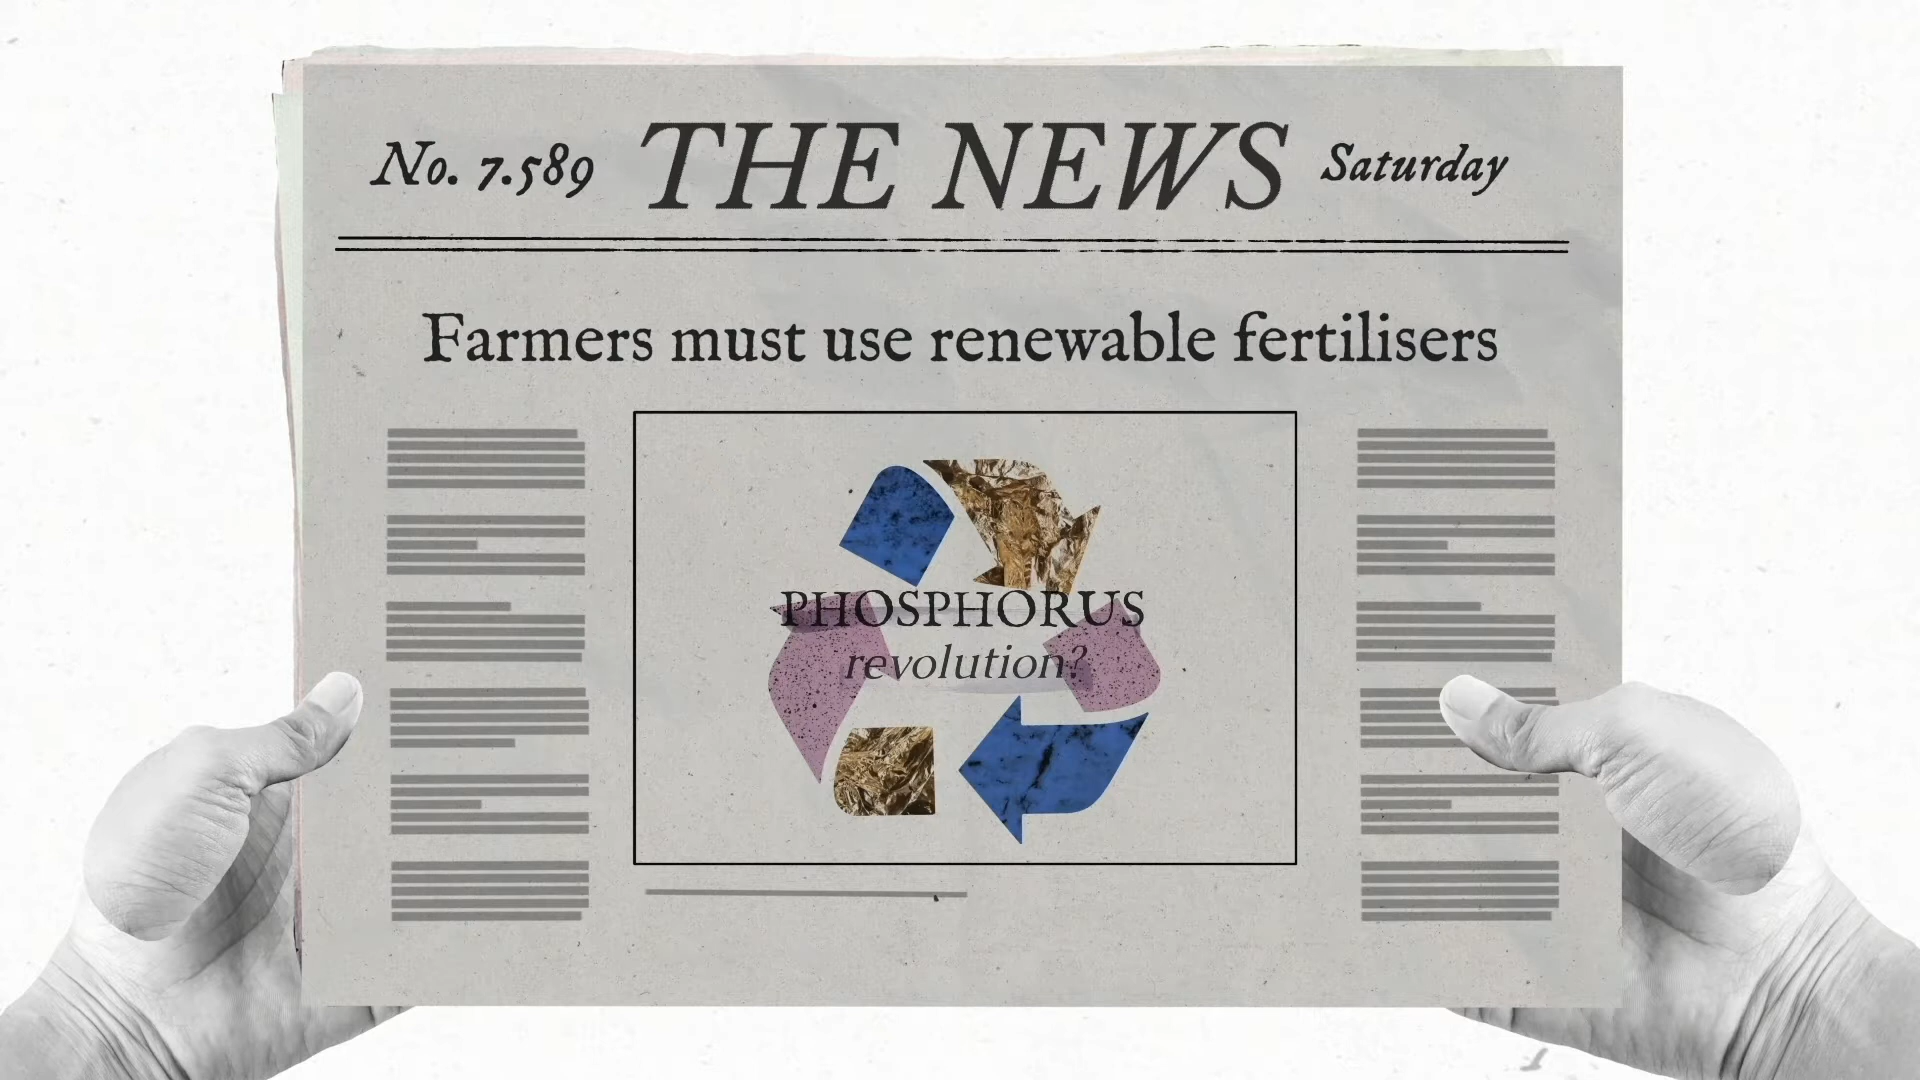 No. 7.589 THE NEWS Saturday
Farmers must use renewable fertilisers
PHOSPHORUS
revolution?